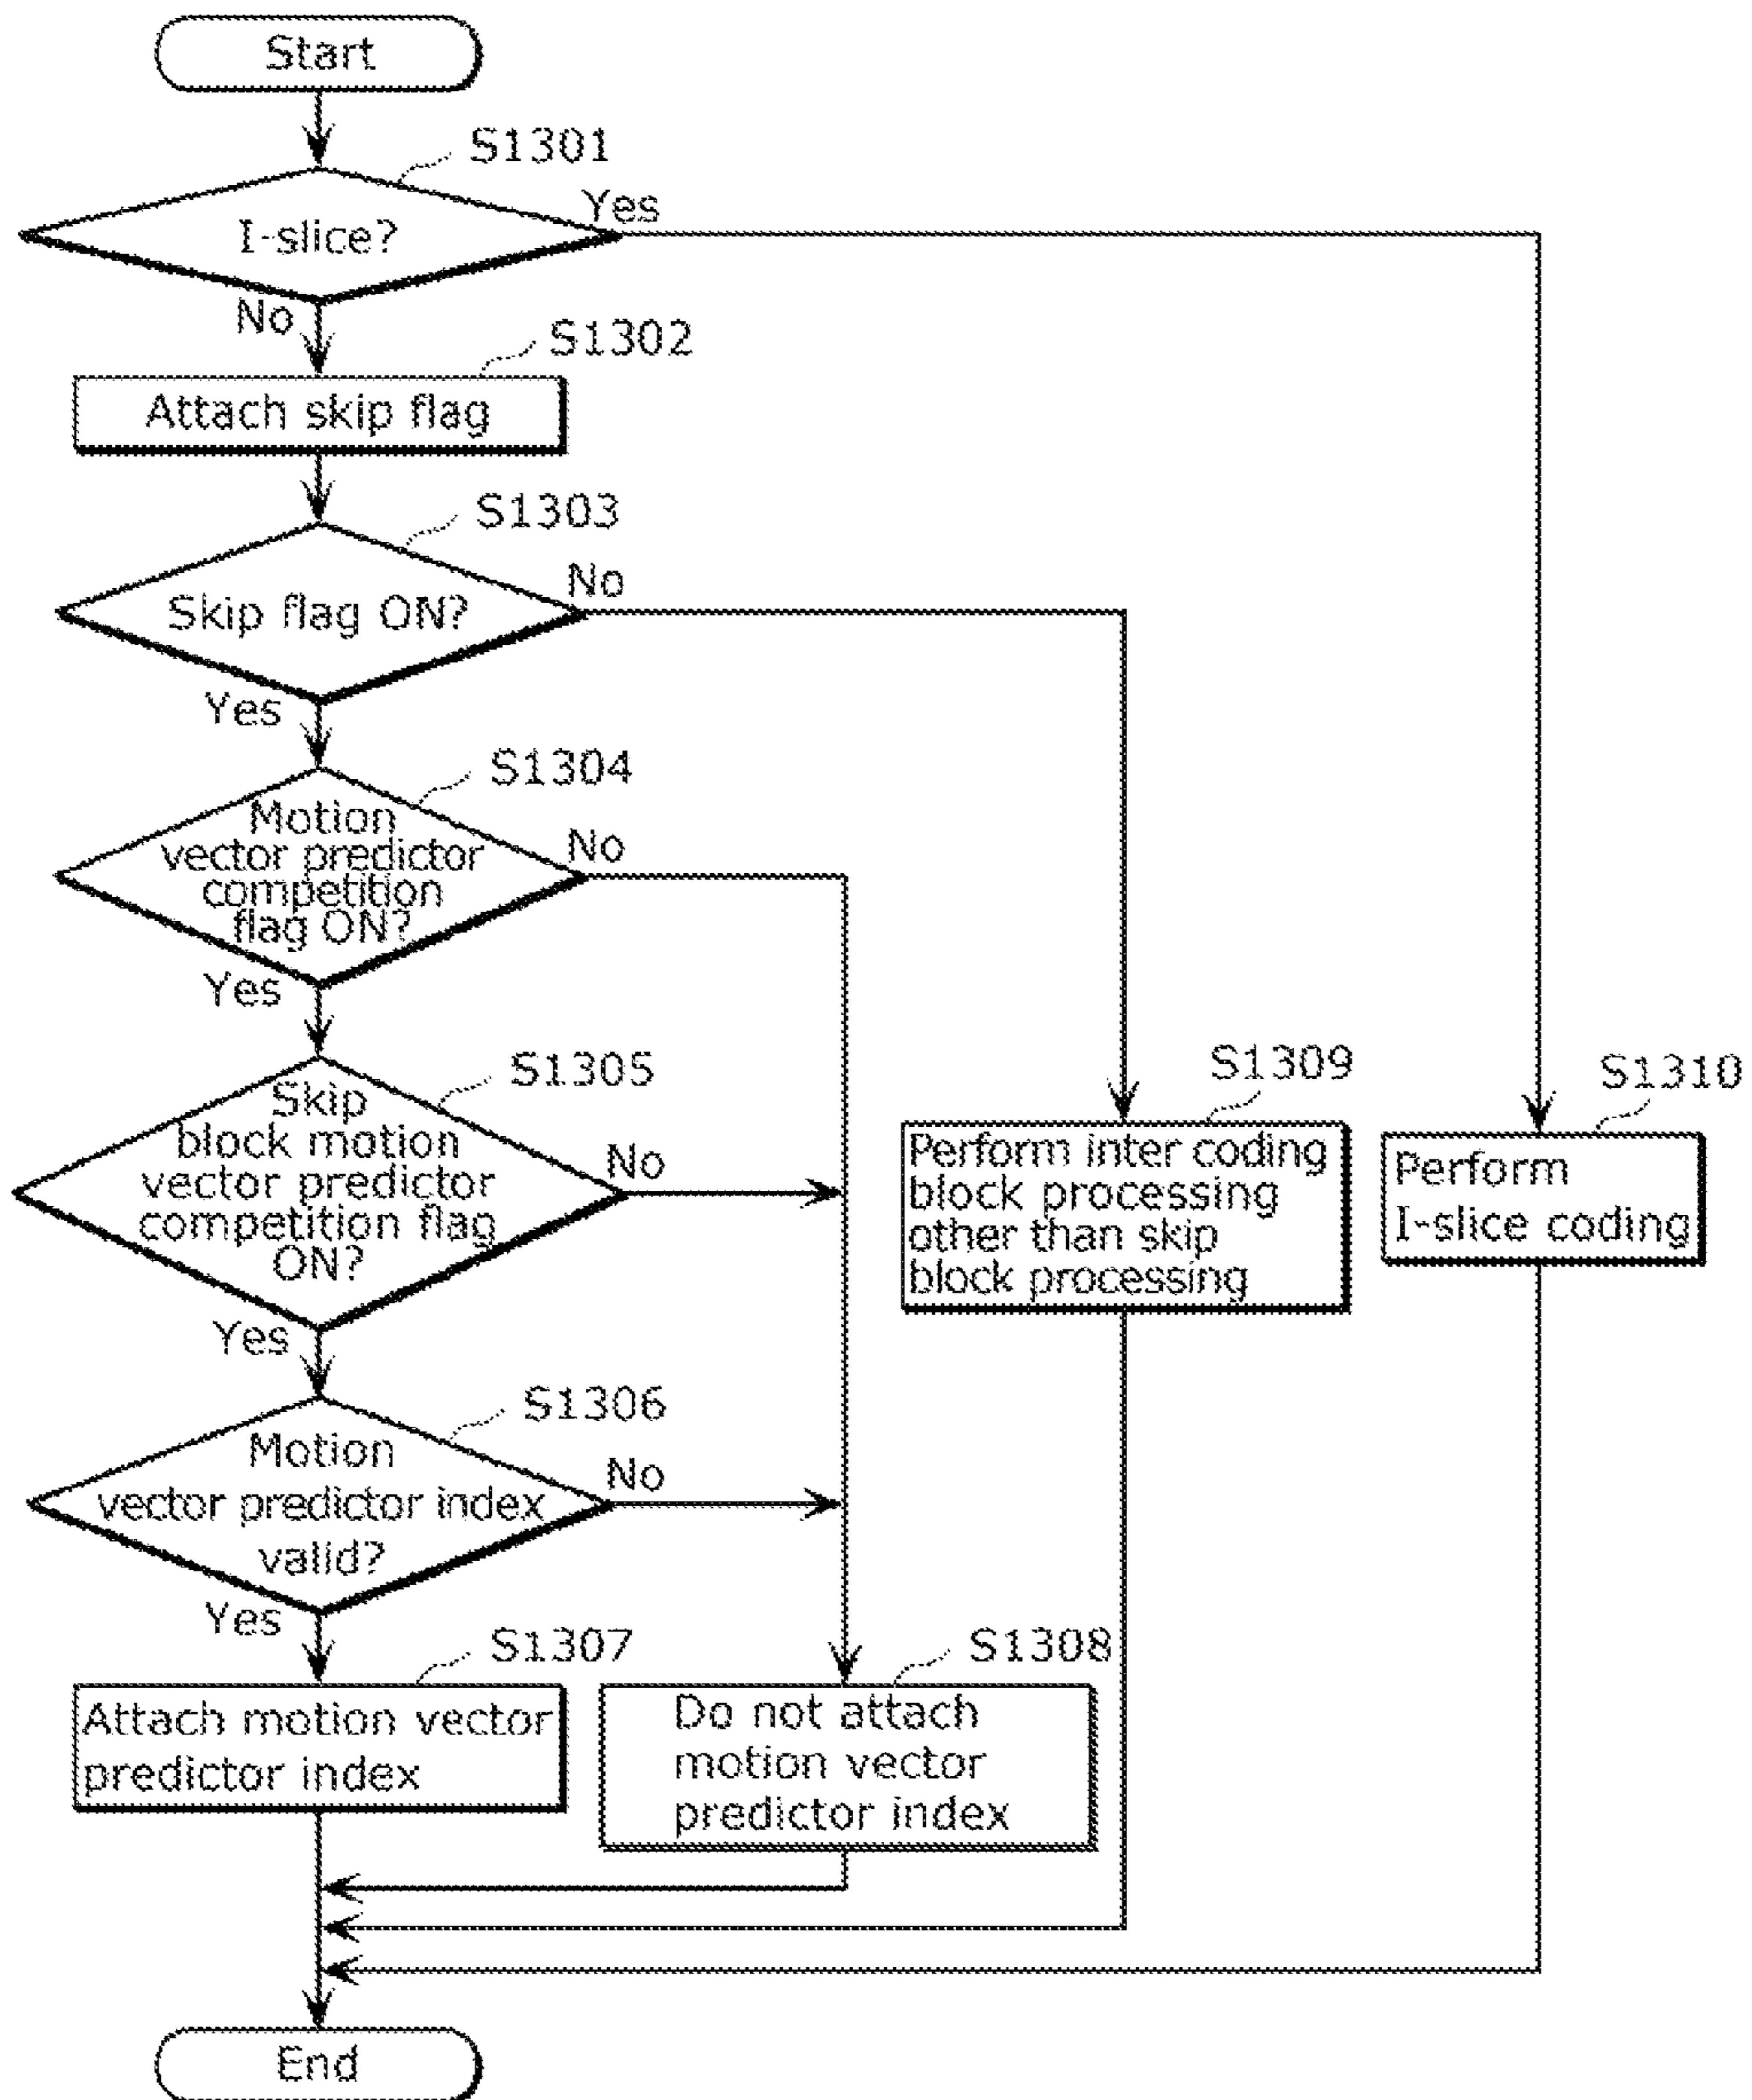 Start
S1301
I-slice?
Yes
No
S1302
Attach skip flag
S1303
Skip flag ON?
No
Yes
S1304
Motion
vector predictor
competition
flag ON?
No
Yes
S1305
Skip
block motion
vector predictor
competition flag
ON?
No
Yes
S1309
Perform inter coding
block processing
other than skip
block processing
S1310
Perform
I-slice coding
S1306
Motion
vector predictor index
valid?
No
Yes
S1307
Attach motion vector
predictor index
S1308
Do not attach
motion vector
predictor index
End